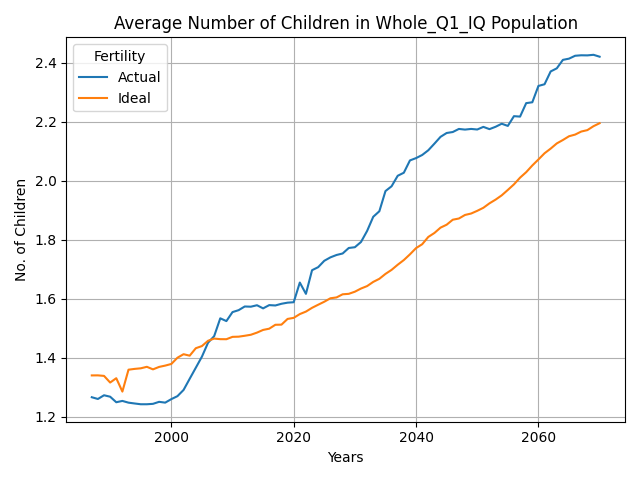 Average Number of Children in Whole_Q1_IQ Population
Fertility
Actual
Ideal
No. of Children
2.4
2.2
2.0
1.8
1.6
1.4
1.2
2000 2020 2040 2060
Years